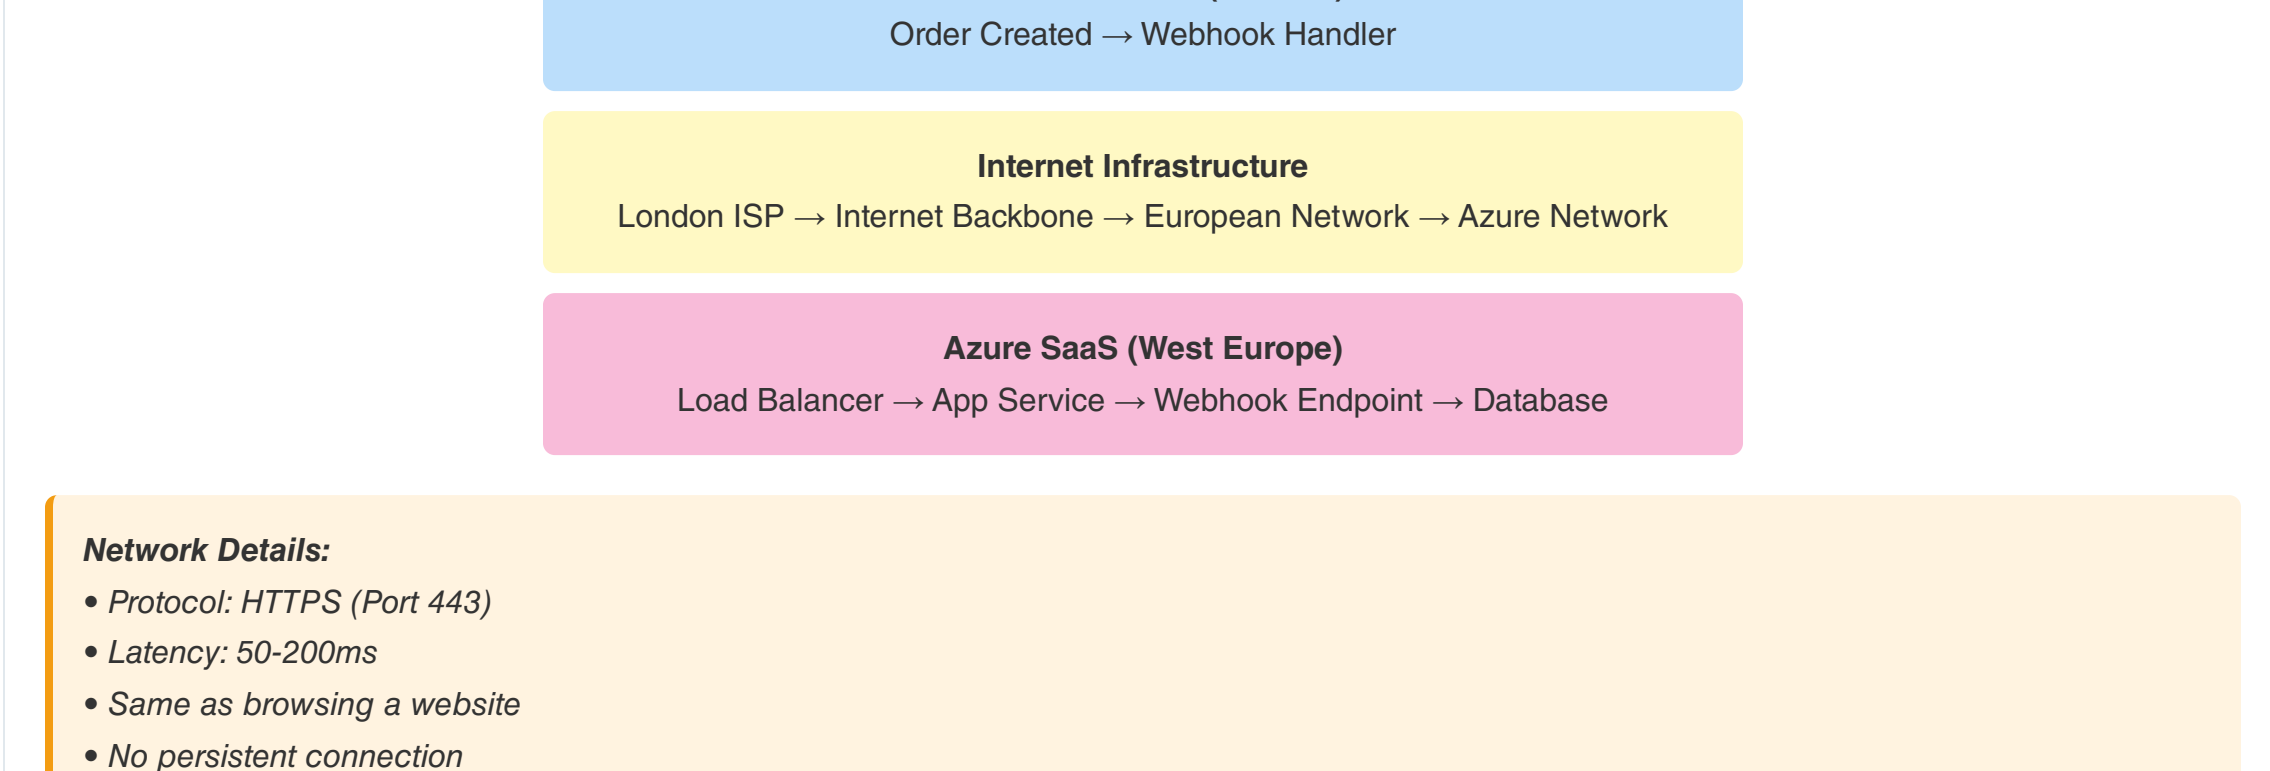 Order Created → Webhook Handler
Internet Infrastructure
London ISP → Internet Backbone → European Network → Azure Network
Azure SaaS (West Europe)
Load Balancer → App Service → Webhook Endpoint → Database
Network Details:
• Protocol: HTTPS (Port 443)
• Latency: 50-200ms
• Same as browsing a website
• No persistent connection